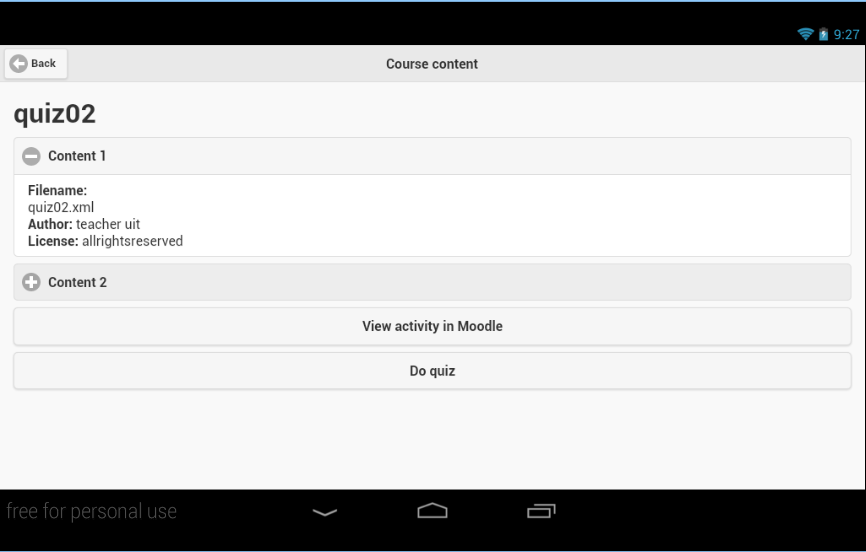 9:27
Back
Course content
quiz02
Content 1
Filename:
quiz02.xml
Author: teacher uit
License: allrightsreserved
Content 2
View activity in Moodle
Do quiz
free for personal use